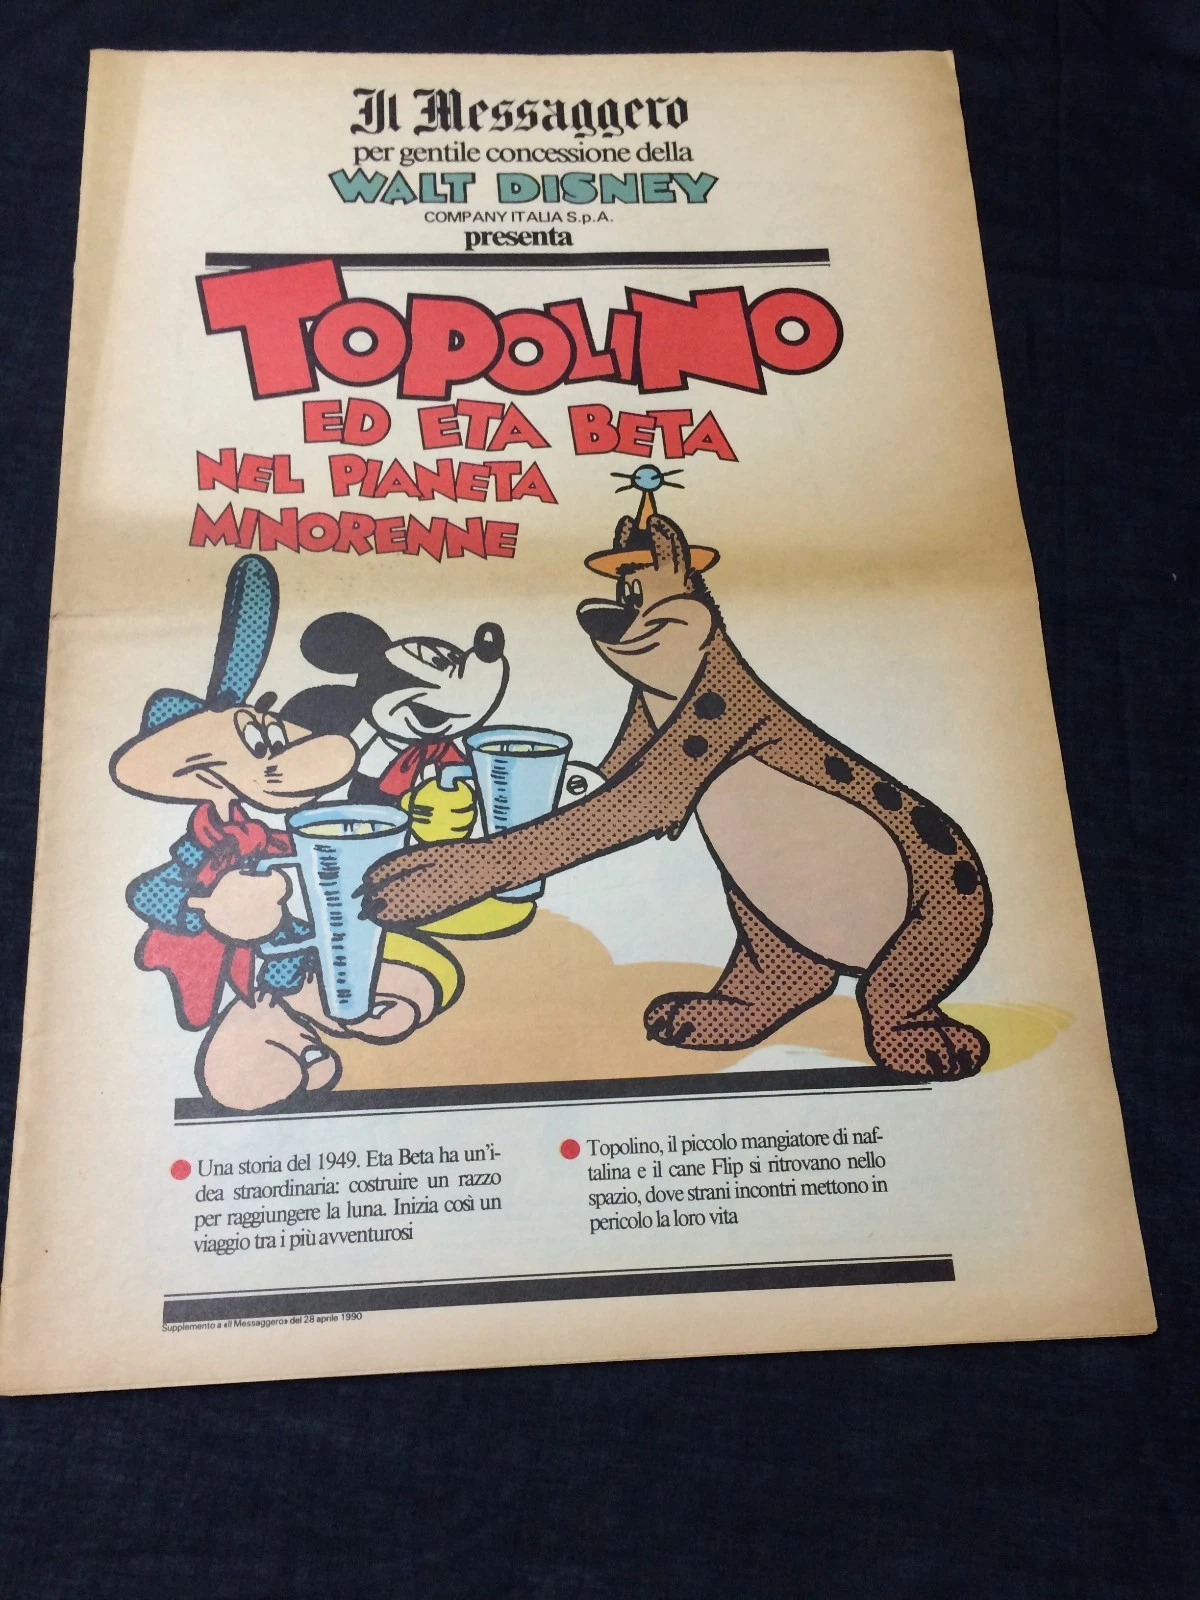 Il Messaggero
per gentile concessione della
WALT DISNEY
COMPANY ITALIA S.p.A.
presenta
TOPOLINO
ED ETA BETA
NEL PIANETA
MINORENNE
Una storia del 1949. Eta Beta ha un'i-
dea straordinaria: costruire un razzo
per raggiungere la luna. Inizia così un
viaggio tra i più avventurosi
Topolino, il piccolo mangiatore di naf-
talina e il cane Flip si ritrovano nello
spazio, dove strani incontri mettono in
pericolo la loro vita
Supplemento a «Il Messaggero» del 28 aprile 1990